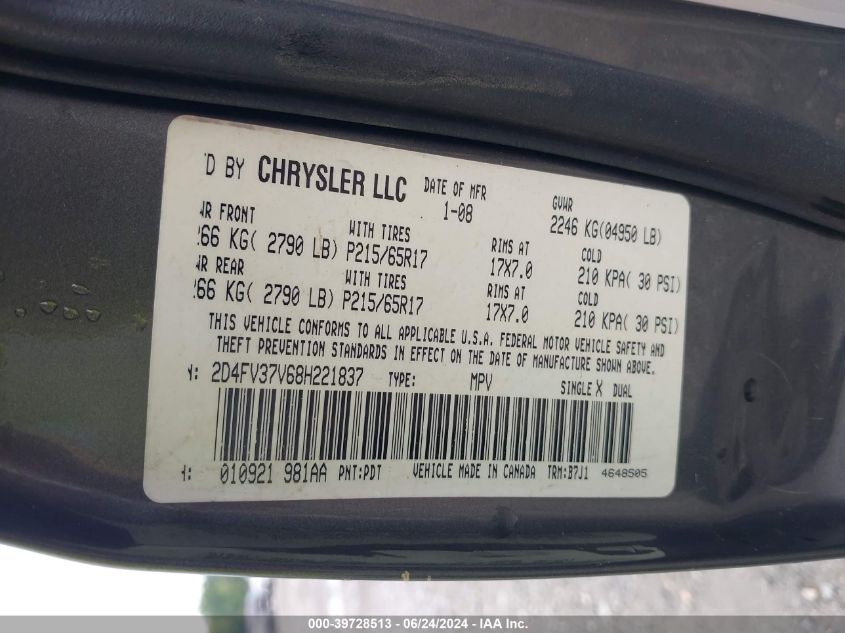 'D BY CHRYSLER LLC DATE OF MFR GVWR
1-08 2246 KG(04950 LB)
WR FRONT WITH TIRES RIMS AT COLD
266 KG( 2790 LB) P215/65R17 17X7.0 210 KPA( 30 PSI)
WR REAR WITH TIRES RIMS AT COLD
266 KG( 2790 LB) P215/65R17 17X7.0 210 KPA( 30 PSI)
THIS VEHICLE CONFORMS TO ALL APPLICABLE U.S.A. FEDERAL MOTOR VEHICLE SAFETY AND
THEFT PREVENTION STANDARDS IN EFFECT ON THE DATE OF MANUFACTURE SHOWN ABOVE.
: 2D4FV37V68H221837 TYPE: MPV SINGLE X DUAL
: 010921 981AA PNT:PDT VEHICLE MADE IN CANADA TRM:B7J1 4648505
000-39728513 / 06/24/2024 / IAA Inc.